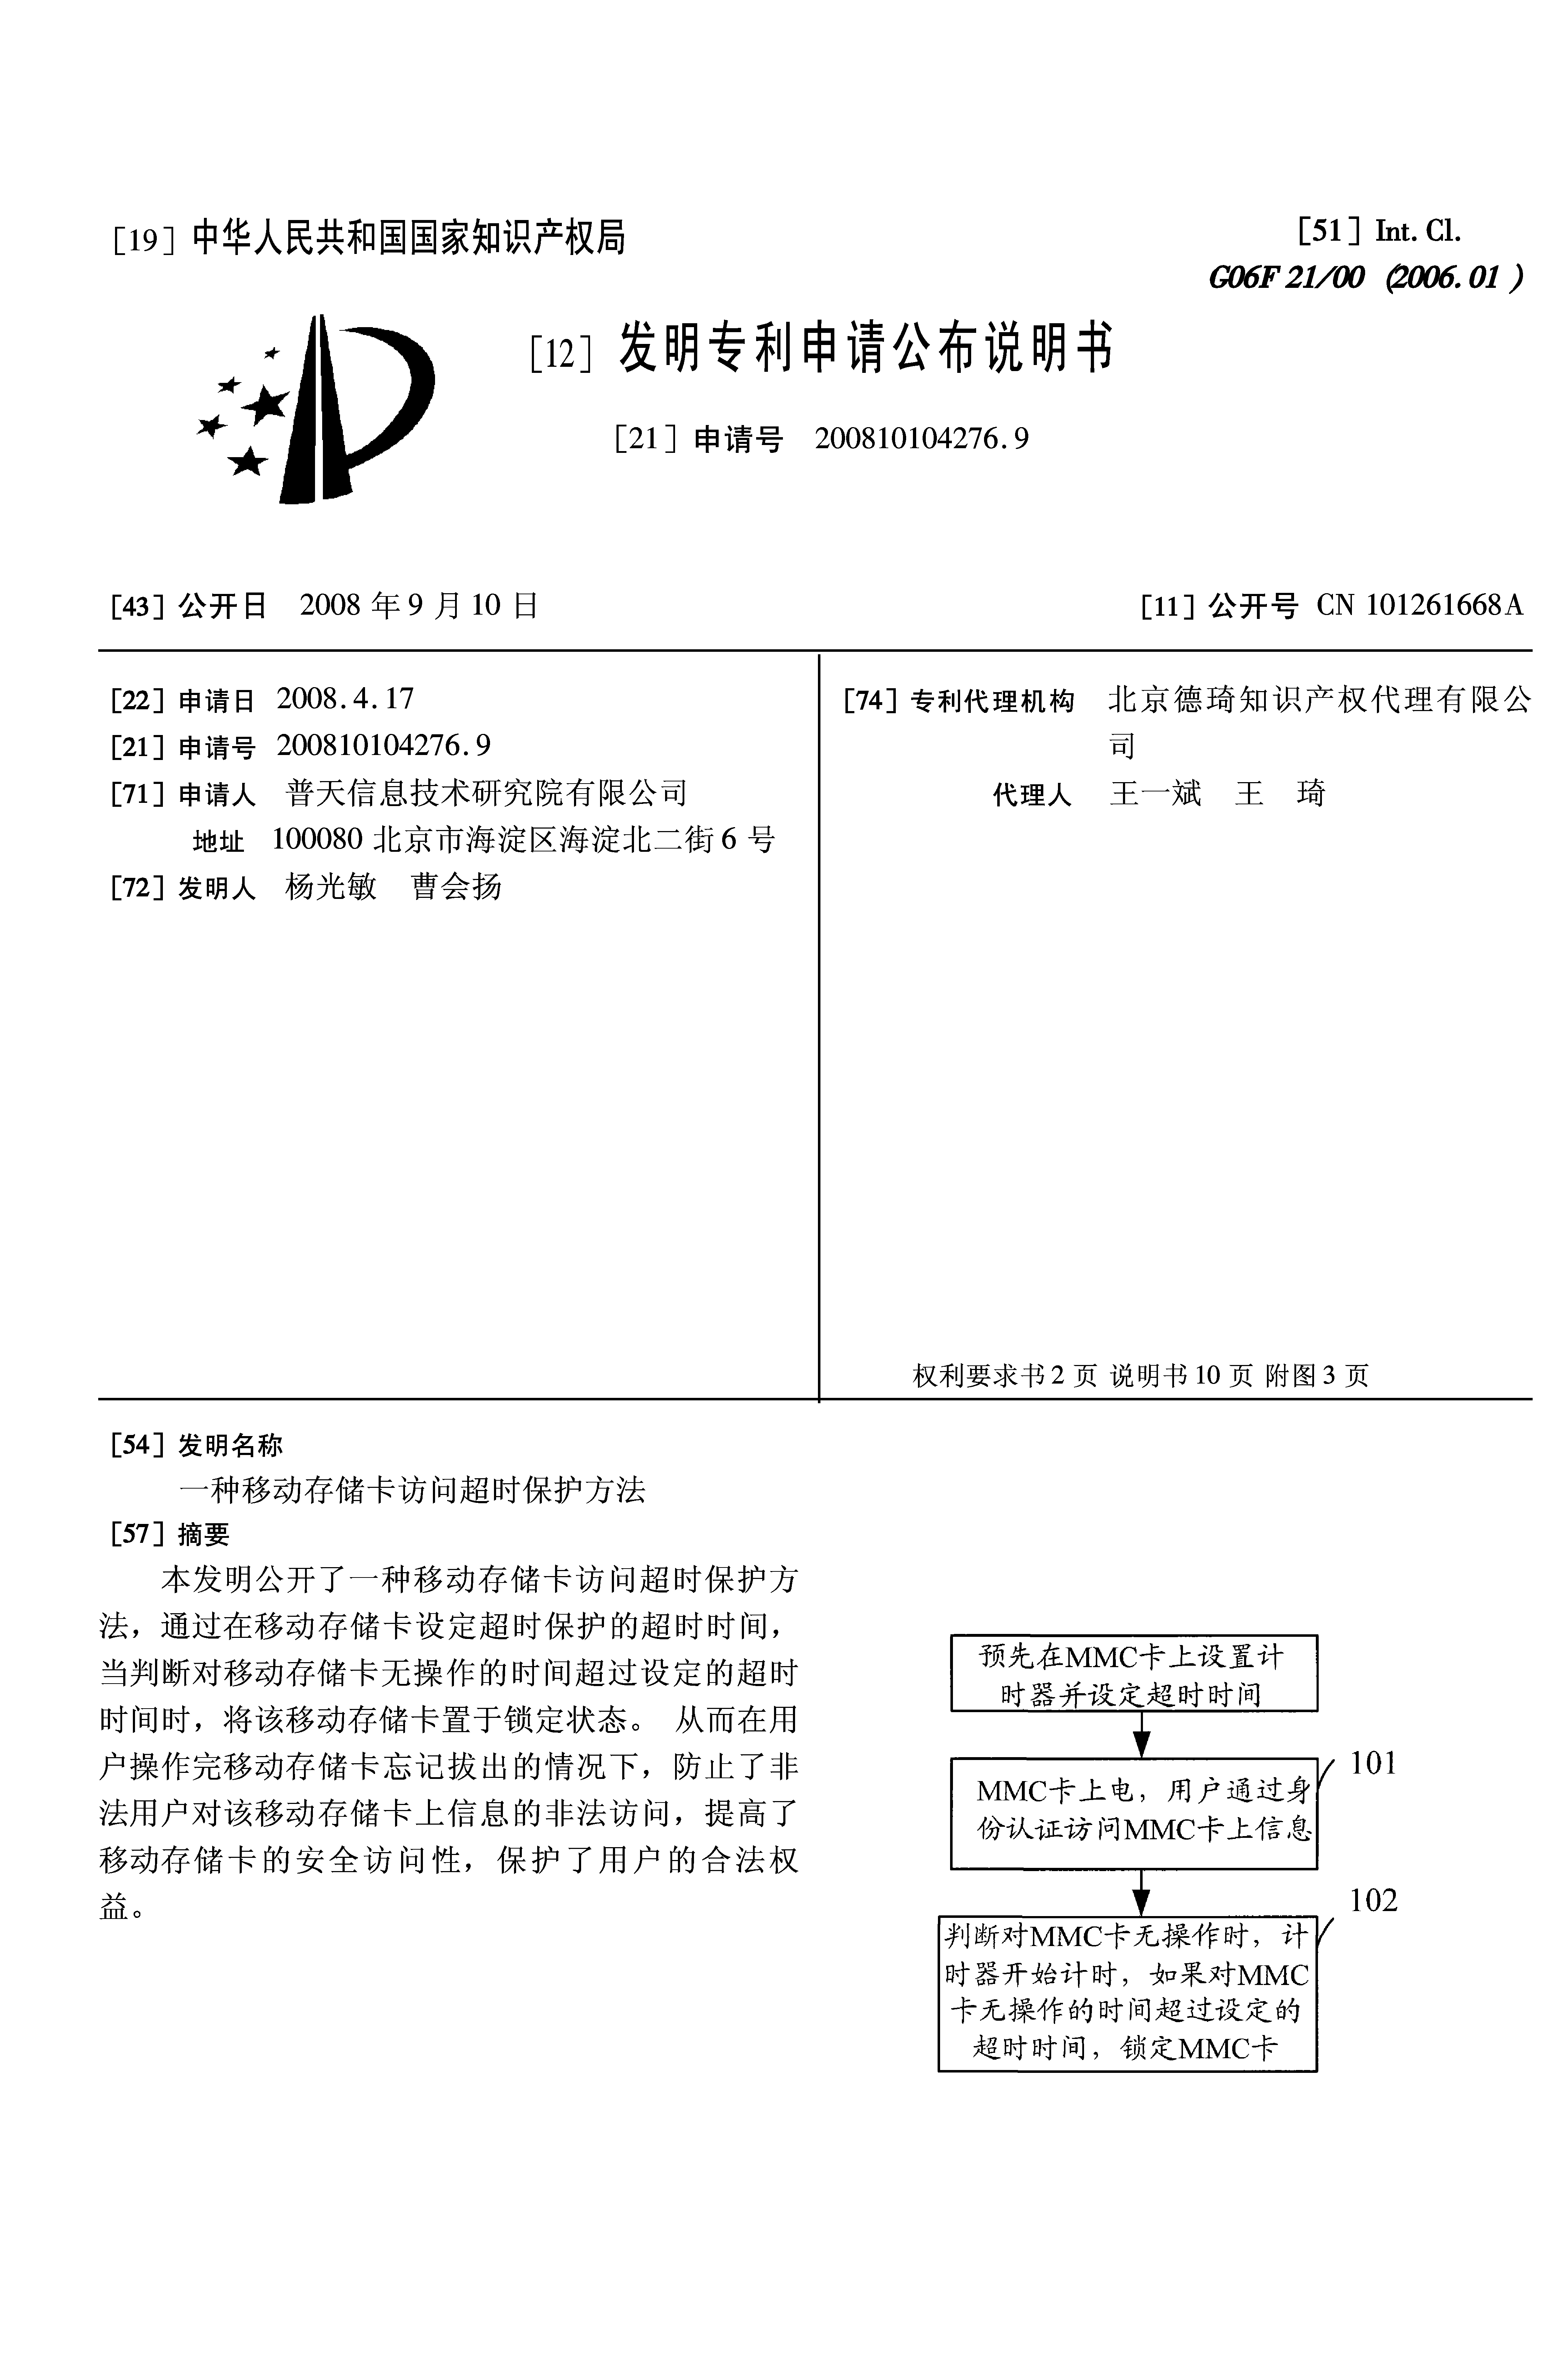 [19] 中华人民共和国国家知识产权局
[51] Int. Cl.
G06F 21/00 (2006.01)
[12] 发明专利申请公布说明书
[21] 申请号 200810104276.9
[43] 公开日 2008 年 9 月 10 日
[11] 公开号 CN 101261668A
[22] 申请日 2008.4.17
[21] 申请号 200810104276.9
[71] 申请人 普天信息技术研究院有限公司
地址 100080 北京市海淀区海淀北二街 6 号
[72] 发明人 杨光敏 曹会扬
[74] 专利代理机构 北京德琦知识产权代理有限公
司
代理人 王一斌 王 琦
权利要求书 2 页 说明书 10 页 附图 3 页
[54] 发明名称
一种移动存储卡访问超时保护方法
[57] 摘要
本发明公开了一种移动存储卡访问超时保护方
法，通过在移动存储卡设定超时保护的超时时间，
当判断对移动存储卡无操作的时间超过设定的超时
时间时，将该移动存储卡置于锁定状态。 从而在用
户操作完移动存储卡忘记拔出的情况下，防止了非
法用户对该移动存储卡上信息的非法访问，提高了
移动存储卡的安全访问性，保护了用户的合法权
益。
预先在MMC卡上设置计
时器并设定超时时间
101
MMC卡上电，用户通过身
份认证访问MMC卡上信息
102
判断对MMC卡无操作时，计
时器开始计时，如果对MMC
卡无操作的时间超过设定的
超时时间，锁定MMC卡